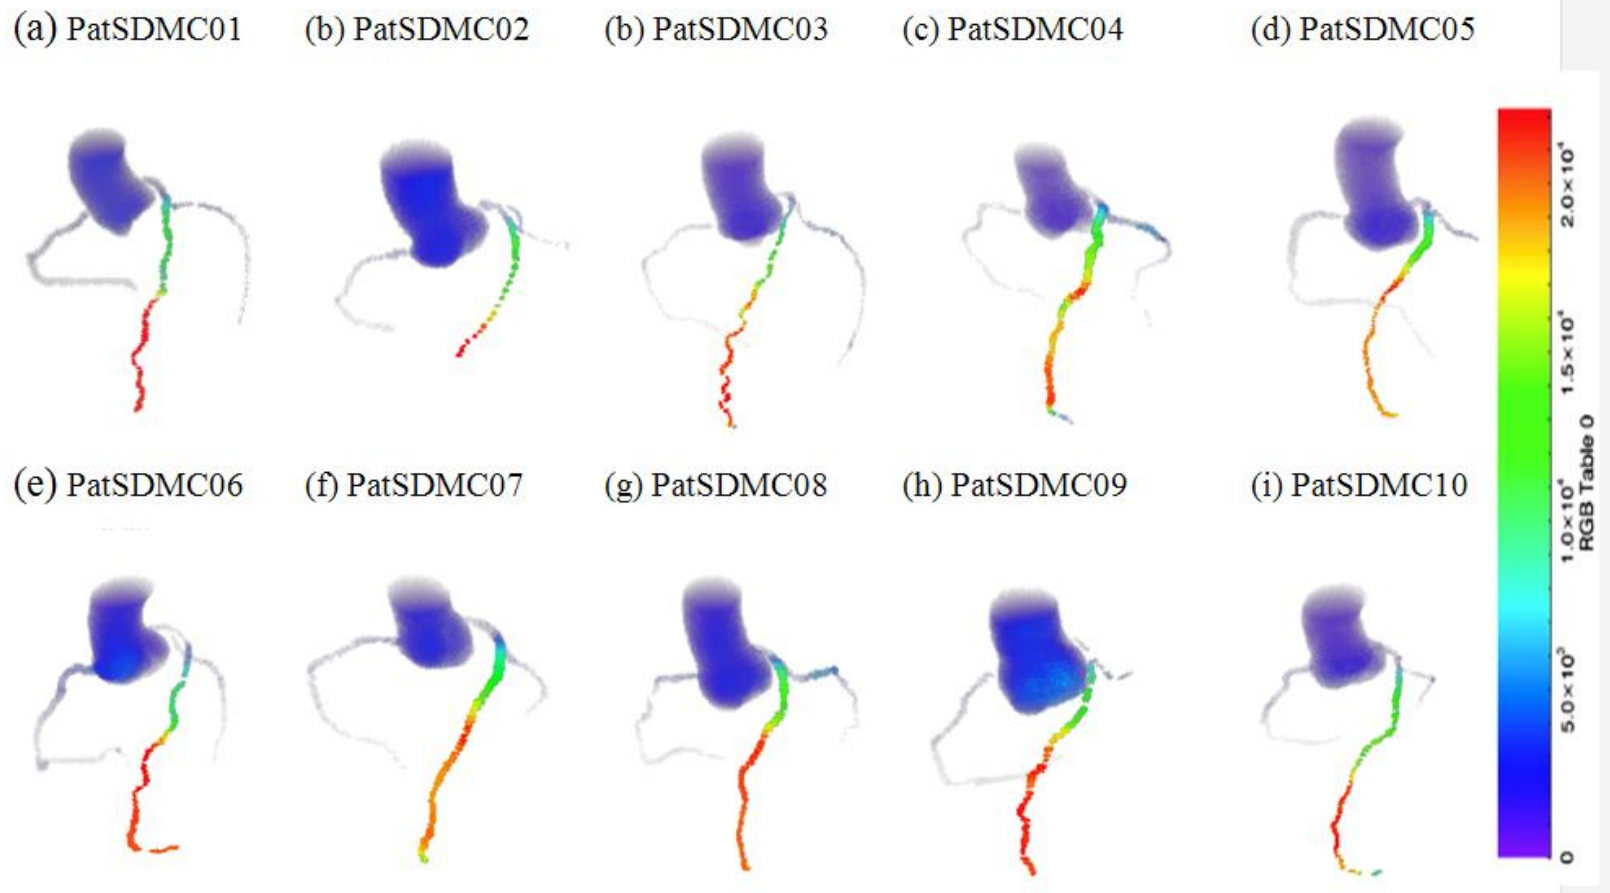 (a) PatSDMC01
(b) PatSDMC02
(b) PatSDMC03
(c) PatSDMC04
(d) PatSDMC05
(e) PatSDMC06
(f) PatSDMC07
(g) PatSDMC08
(h) PatSDMC09
(i) PatSDMC10
0
5.0×10³
1.0×10⁴
1.5×10⁴
2.0×10⁴
RGB Table 0